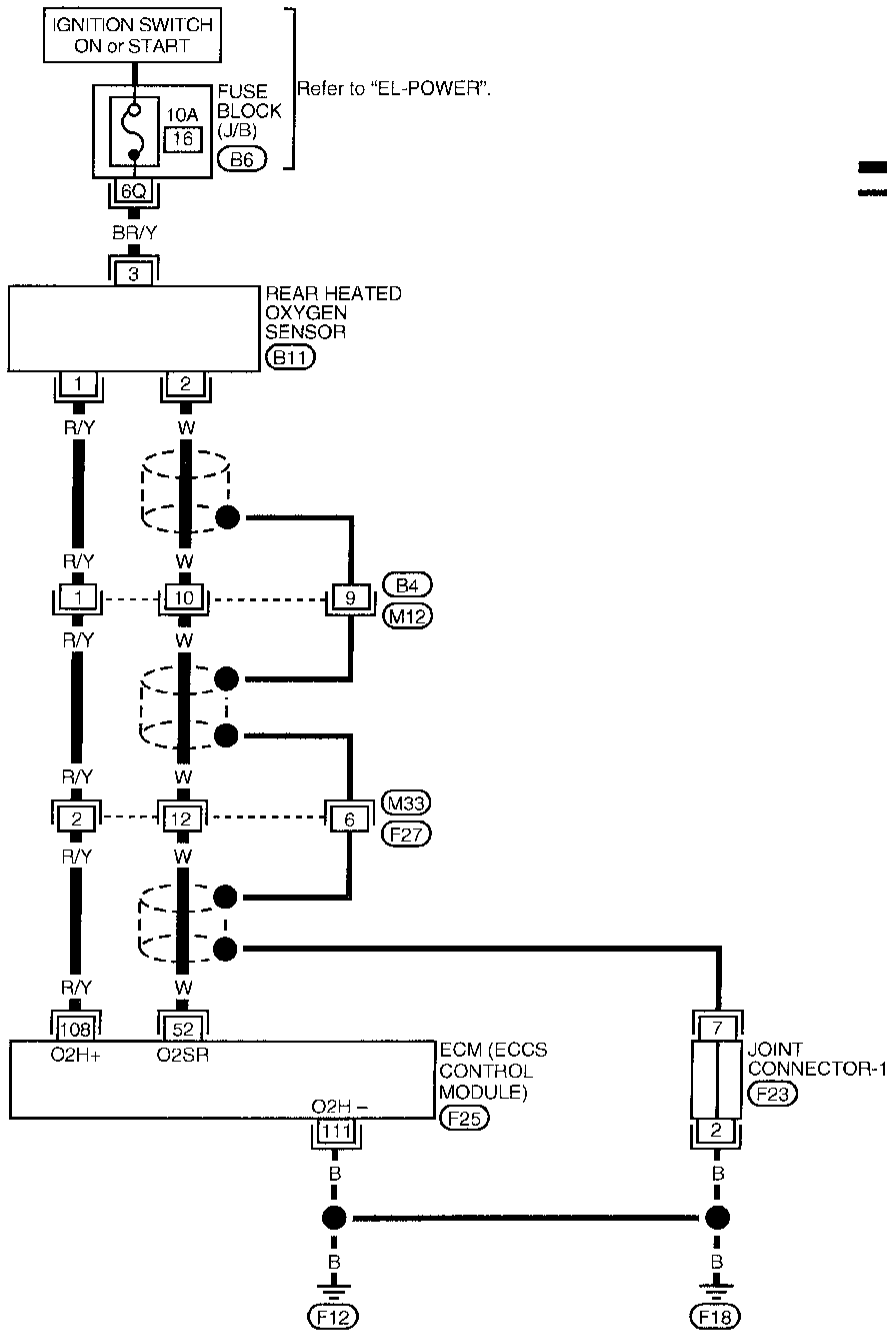 IGNITION SWITCH
ON or START
FUSE
BLOCK
(J/B)
B6
Refer to "EL-POWER".
10A
16
6Q
BR/Y
3
REAR HEATED
OXYGEN
SENSOR
B11
1
2
R/Y
W
R/Y
W
1
10
9
B4
M12
R/Y
W
R/Y
W
2
12
6
M33
F27
R/Y
W
R/Y
W
108
52
7
O2H+
O2SR
ECM (ECCS
CONTROL
MODULE)
F25
JOINT
CONNECTOR-1
F23
O2H –
111
2
B
B
B
B
F12
F18